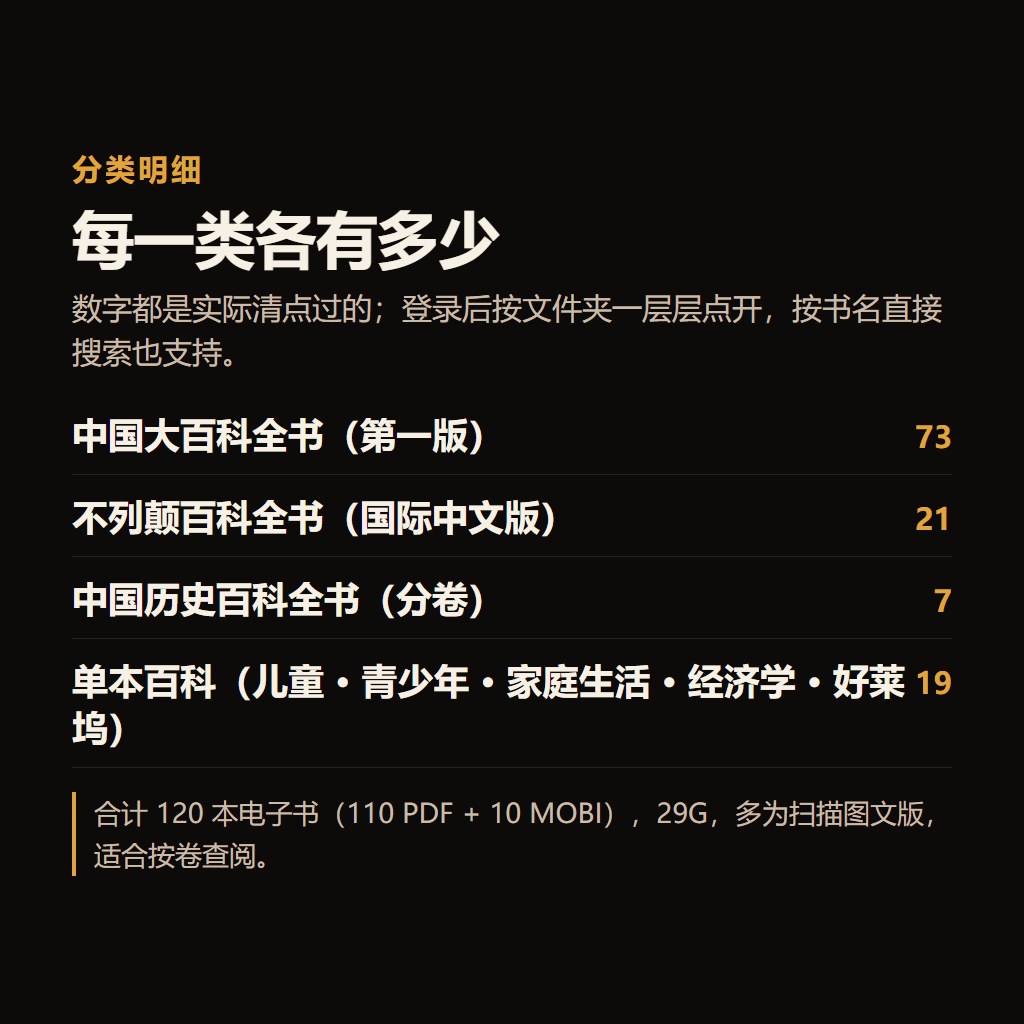 分类明细
每一类各有多少
数字都是实际清点过的；登录后按文件夹一层层点开，按书名直接
搜索也支持。
中国大百科全书（第一版） 73
不列颠百科全书（国际中文版） 21
中国历史百科全书（分卷） 7
单本百科（儿童·青少年·家庭生活·经济学·好莱 19
坞）
合计 120 本电子书（110 PDF + 10 MOBI），29G，多为扫描图文版，
适合按卷查阅。